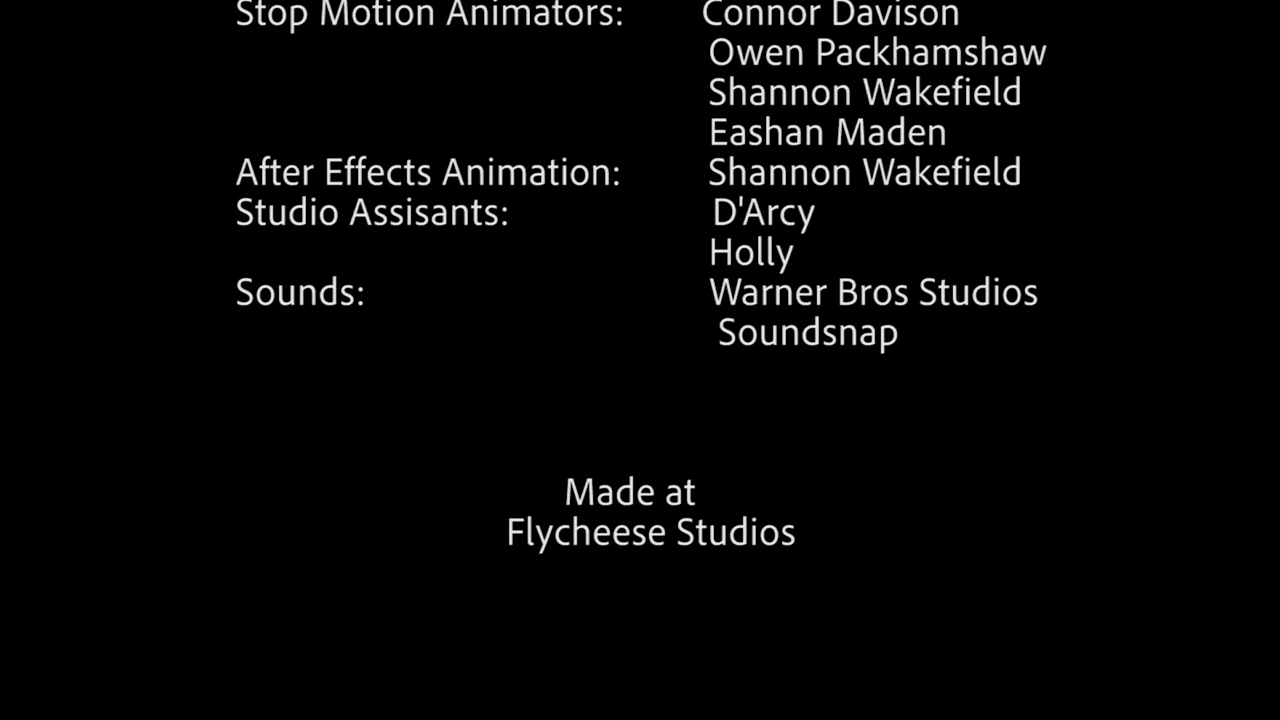 Stop Motion Animators: Connor Davison
Owen Packhamshaw
Shannon Wakefield
Eashan Maden
After Effects Animation: Shannon Wakefield
Studio Assisants: D'Arcy
Holly
Sounds: Warner Bros Studios
Soundsnap
Made at
Flycheese Studios